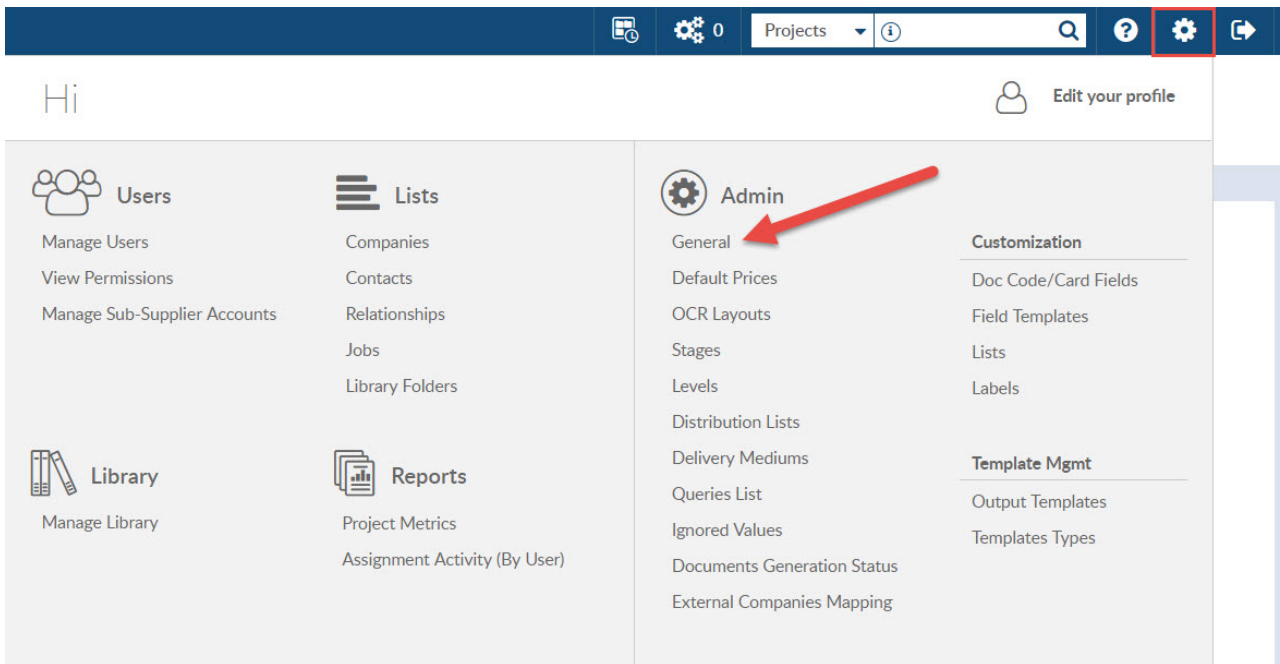 0
Projects
Hi
Edit your profile
Users
Manage Users
View Permissions
Manage Sub-Supplier Accounts
Lists
Companies
Contacts
Relationships
Jobs
Library Folders
Library
Manage Library
Reports
Project Metrics
Assignment Activity (By User)
Admin
General
Default Prices
OCR Layouts
Stages
Levels
Distribution Lists
Delivery Mediums
Queries List
Ignored Values
Documents Generation Status
External Companies Mapping
Customization
Doc Code/Card Fields
Field Templates
Lists
Labels
Template Mgmt
Output Templates
Templates Types